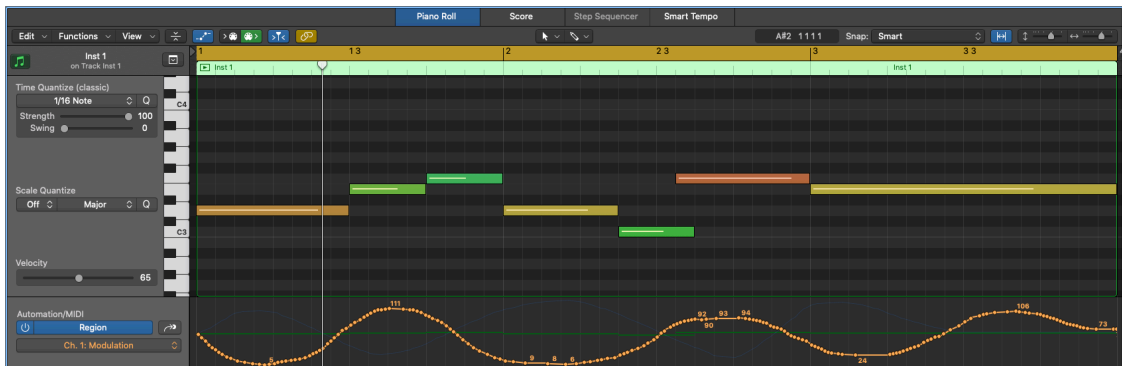 Piano Roll Score Step Sequencer Smart Tempo
Edit Functions View A#2 1 1 1 1 Snap: Smart
Inst 1
on Track Inst 1
1 1 3 2 2 3 3 3 3
Inst 1 Inst 1
Time Quantize (classic)
1/16 Note Q
Strength 100
Swing 0
C4
Scale Quantize
Off Major Q
C3
Velocity
65
Automation/MIDI
Region
Ch. 1: Modulation
5 111 9 8 6 92 90 93 94 24 106 73